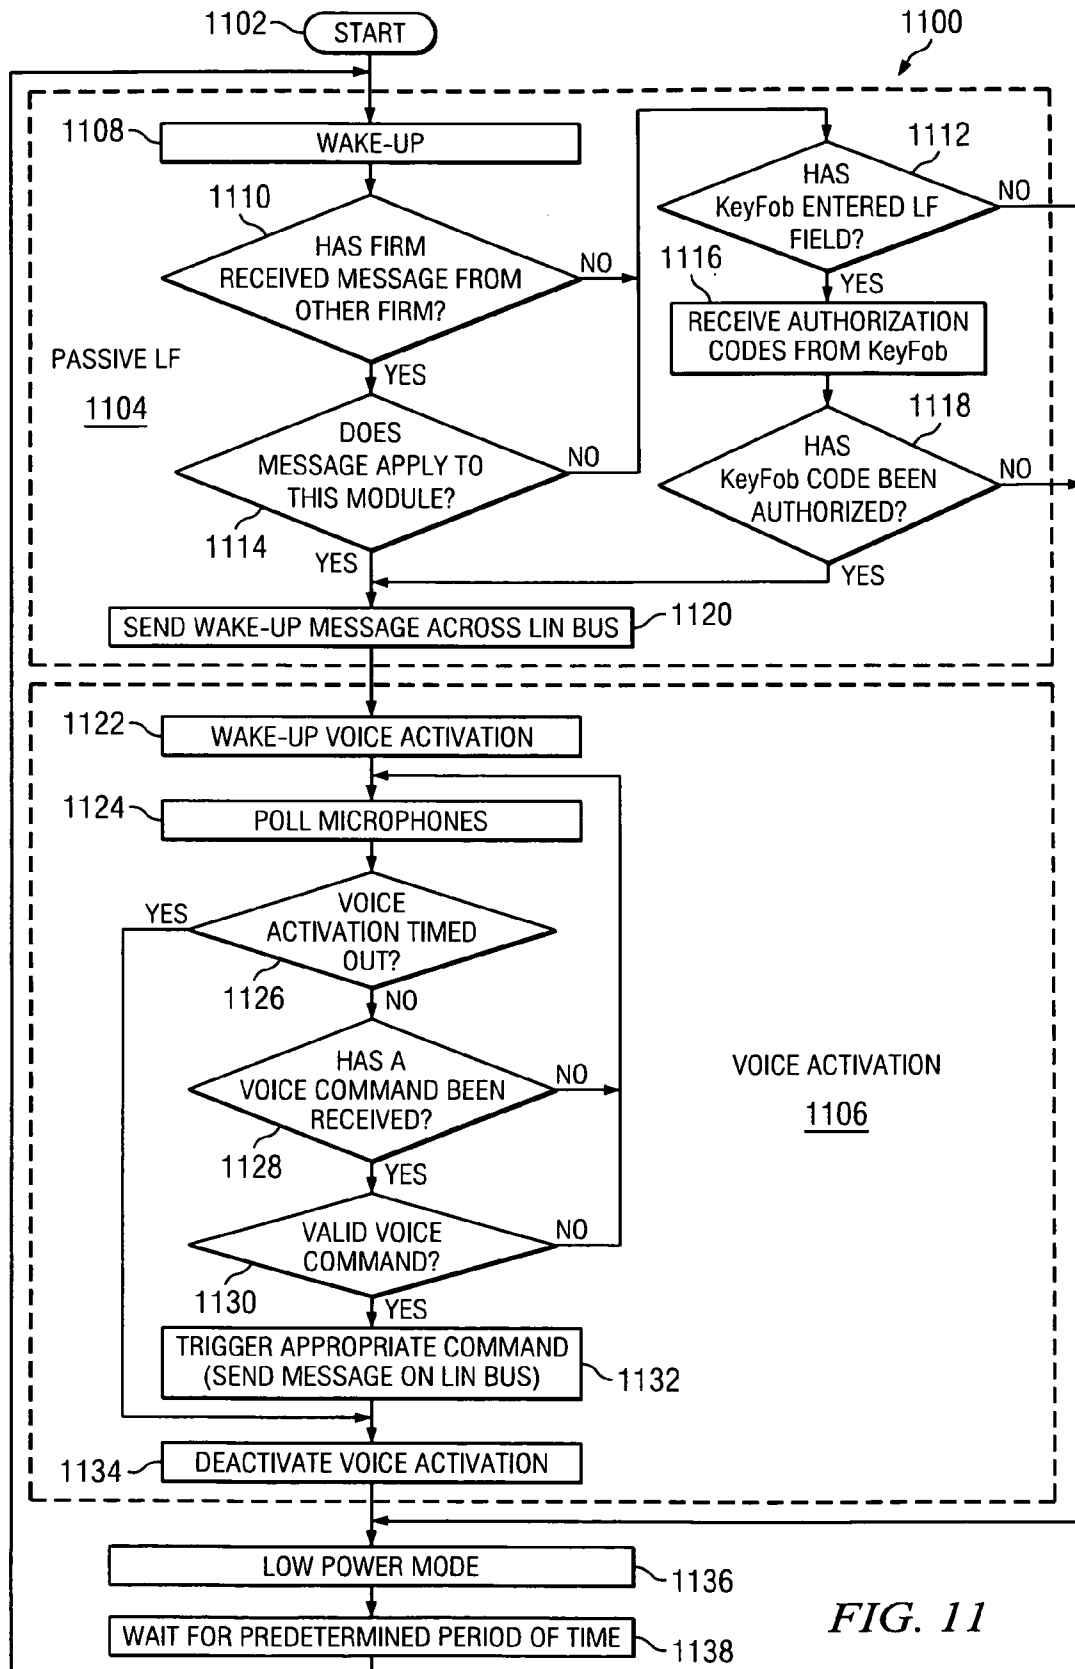 1102
START
1100
1108
WAKE-UP
1112
HAS
KeyFob ENTERED LF
FIELD?
NO
YES
1110
HAS FIRM
RECEIVED MESSAGE FROM
OTHER FIRM?
NO
YES
1116
RECEIVE AUTHORIZATION
CODES FROM KeyFob
PASSIVE LF
1104
DOES
MESSAGE APPLY TO
THIS MODULE?
NO
1114
YES
1118
HAS
KeyFob CODE BEEN
AUTHORIZED?
NO
YES
SEND WAKE-UP MESSAGE ACROSS LIN BUS
1120
1122
WAKE-UP VOICE ACTIVATION
1124
POLL MICROPHONES
YES
VOICE
ACTIVATION TIMED
OUT?
1126
NO
HAS A
VOICE COMMAND BEEN
RECEIVED?
NO
1128
YES
VOICE ACTIVATION
1106
VALID VOICE
COMMAND?
NO
1130
YES
TRIGGER APPROPRIATE COMMAND
(SEND MESSAGE ON LIN BUS)
1132
1134
DEACTIVATE VOICE ACTIVATION
LOW POWER MODE
1136
WAIT FOR PREDETERMINED PERIOD OF TIME
1138
FIG. 11